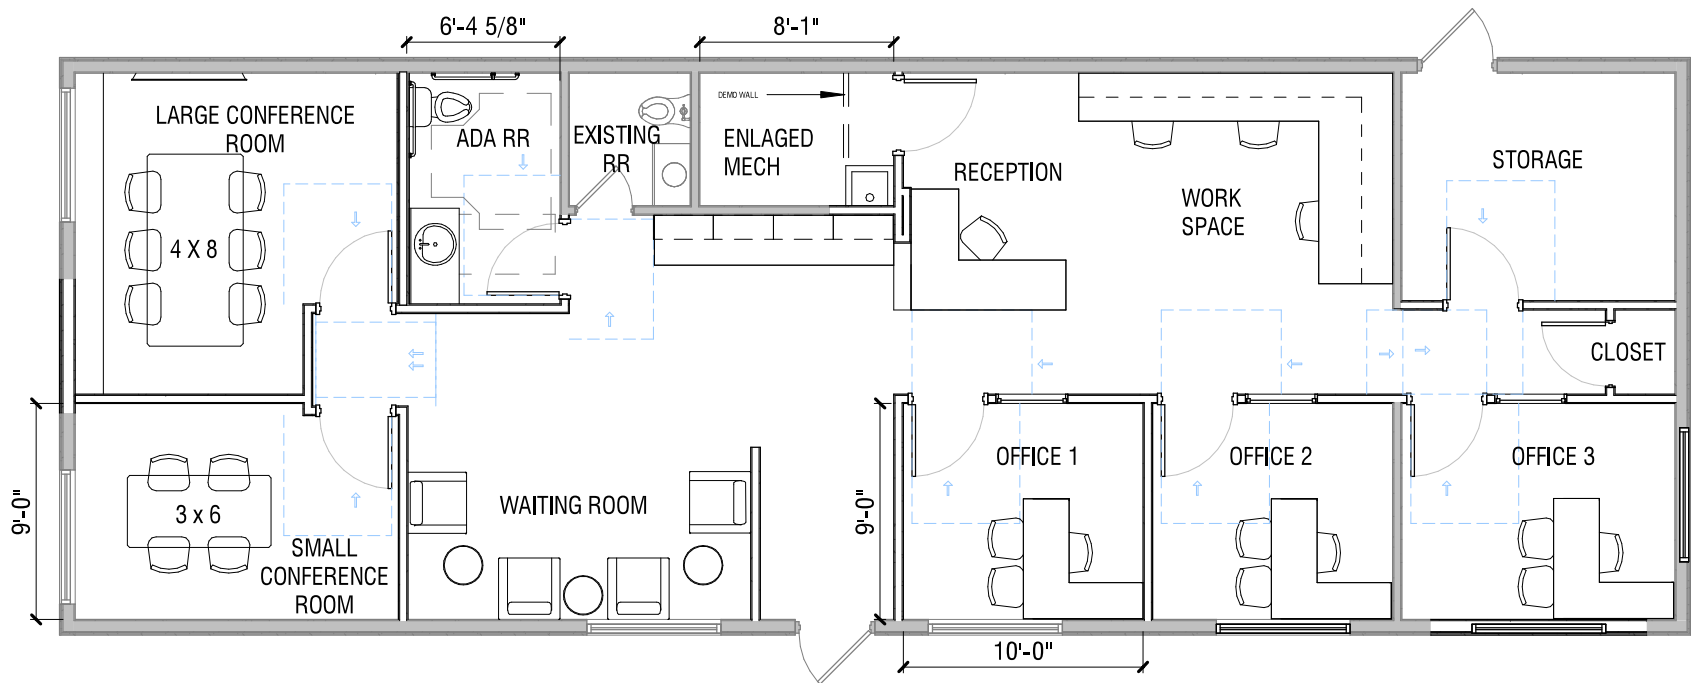 6'-4 5/8"
8'-1"
LARGE CONFERENCE
ROOM
ADA RR
EXISTING
RR
DEMO WALL
ENLAGED
MECH
RECEPTION
WORK
SPACE
STORAGE
4 X 8
CLOSET
9'-0"
3 x 6
SMALL
CONFERENCE
ROOM
WAITING ROOM
9'-0"
OFFICE 1
OFFICE 2
OFFICE 3
10'-0"